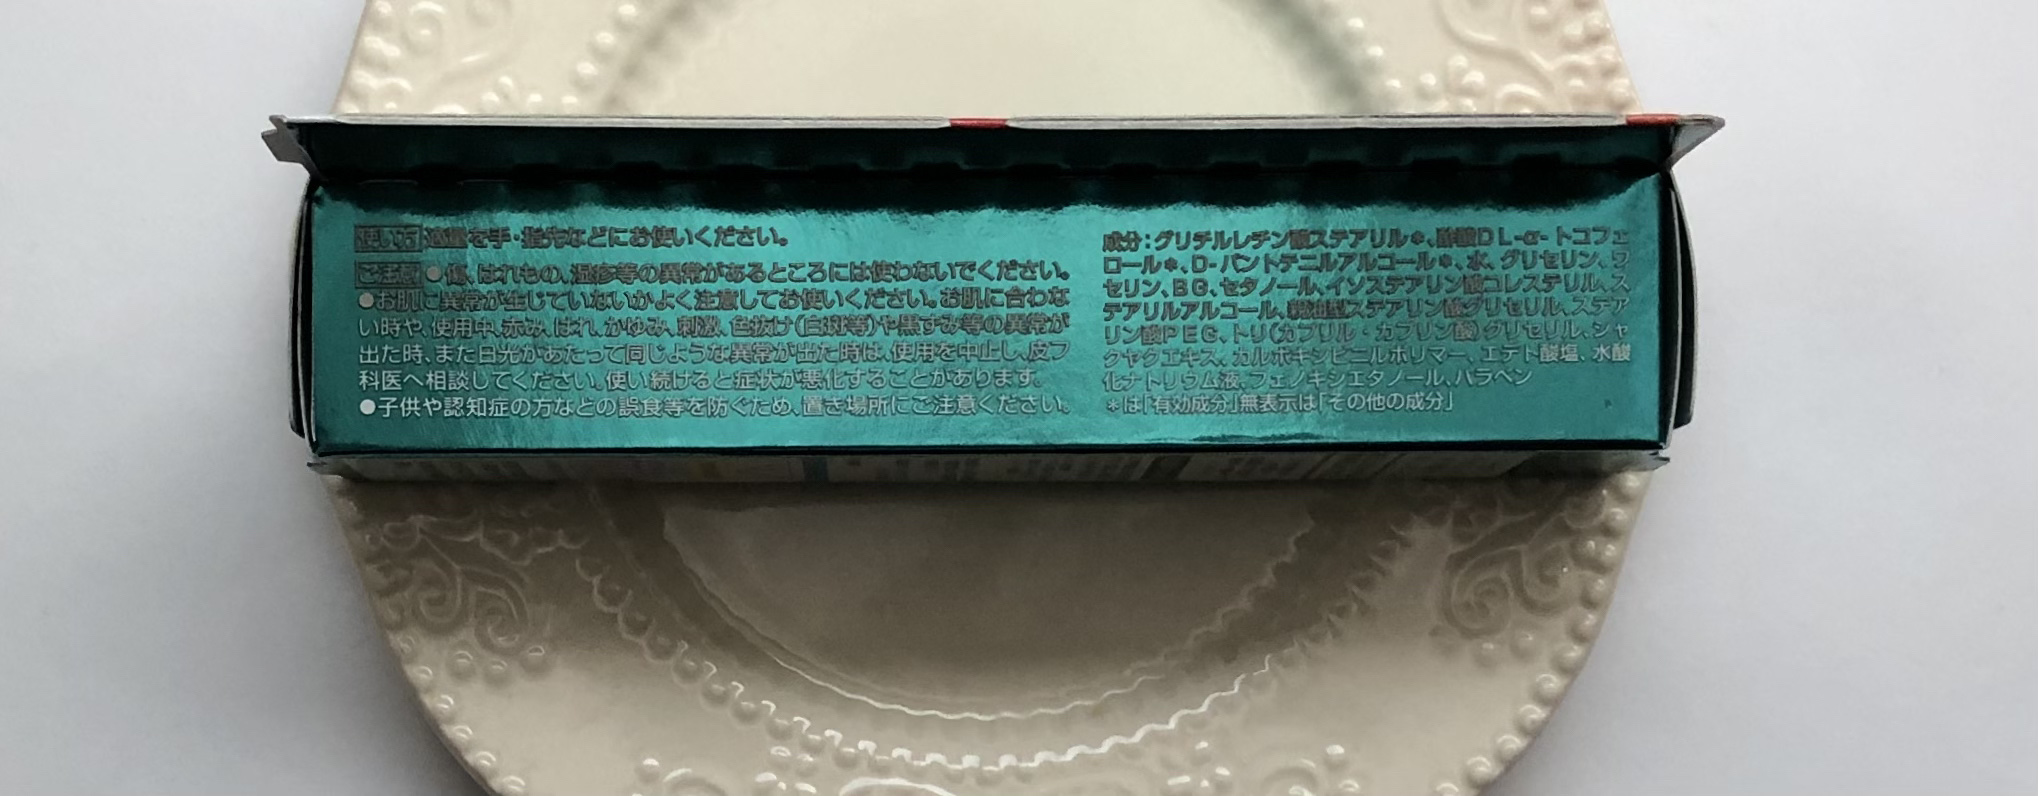 使い方 適量を手・指先などにお使いください。
ご注意 ●傷、はれもの、湿疹等の異常があるところには使わないでください。
●お肌に異常が生じていないかよく注意してお使いください。お肌に合わな
い時や、使用中、赤み、はれ、かゆみ、刺激、色抜け(白斑等)や黒ずみ等の異常が
出た時、また日光があたって同じような異常が出た時は、使用を中止し、皮フ
科医へ相談してください。使い続けると症状が悪化することがあります。
●子供や認知症の方などの誤食等を防ぐため、置き場所にご注意ください。
成分:グリチルレチン酸ステアリル*、酢酸DL-α-トコフェ
ロール*、D-パントテニルアルコール*、水、グリセリン、ワ
セリン、BG、セタノール、イソステアリン酸コレステリル、ス
テアリルアルコール、親油型ステアリン酸グリセリル、ステア
リン酸PEG、トリ(カプリル・カプリン酸)グリセリル、シャ
クヤクエキス、カルボキシビニルポリマー、エデト酸塩、水酸
化ナトリウム液、フェノキシエタノール、パラベン
*は「有効成分」無表示は「その他の成分」